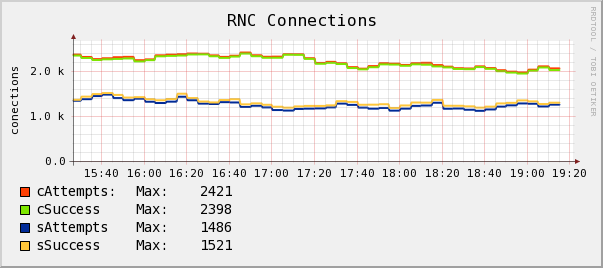 RNC Connections
RRDTOOL / TOBI OETIKER
conections
2.0 k
1.0 k
0.0
15:40 16:00 16:20 16:40 17:00 17:20 17:40 18:00 18:20 18:40 19:00 19:20
cAttempts: Max: 2421
cSuccess Max: 2398
sAttempts Max: 1486
sSuccess Max: 1521